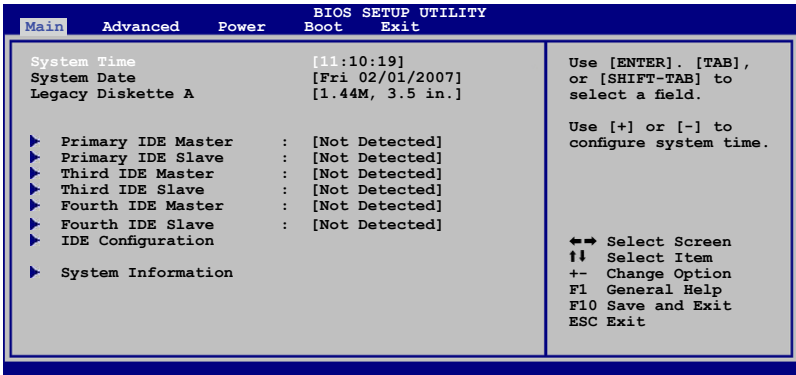 BIOS SETUP UTILITY
Main Advanced Power Boot Exit
System Time [11:10:19]
System Date [Fri 02/01/2007]
Legacy Diskette A [1.44M, 3.5 in.]
Primary IDE Master : [Not Detected]
Primary IDE Slave : [Not Detected]
Third IDE Master : [Not Detected]
Third IDE Slave : [Not Detected]
Fourth IDE Master : [Not Detected]
Fourth IDE Slave : [Not Detected]
IDE Configuration
System Information
Use [ENTER]. [TAB],
or [SHIFT-TAB] to
select a field.
Use [+] or [-] to
configure system time.
←→ Select Screen
↑↓ Select Item
+- Change Option
F1 General Help
F10 Save and Exit
ESC Exit